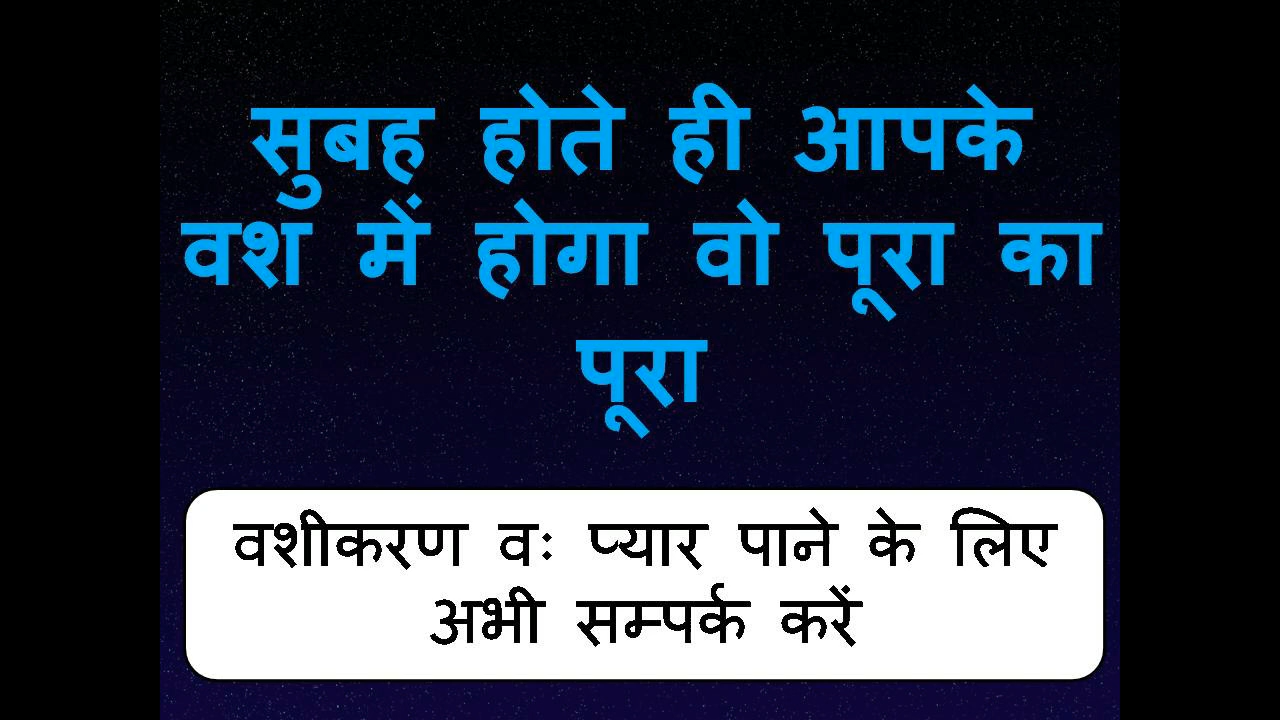 सुबह होते ही आपके
वश में होगा वो पूरा का
पूरा
वशीकरण वः प्यार पाने के लिए
अभी सम्पर्क करें